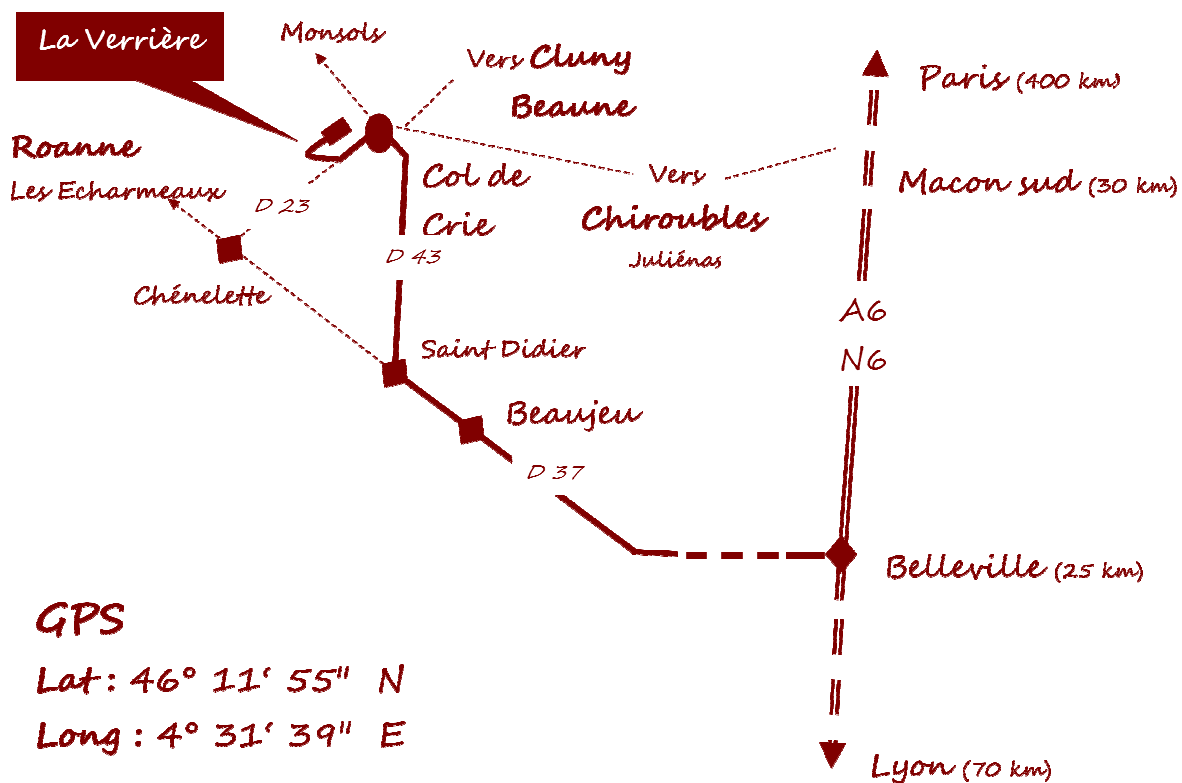 La Verrière
Monsols
Vers Cluny
Beaune
Paris (400 km)
Roanne
Les Echarmeaux
D 23
Col de
Crie
Vers
Chiroubles
Juliénas
Macon sud (30 km)
D 43
Chénelette
A6
N6
Saint Didier
Beaujeu
D 37
Belleville (25 km)
GPS
Lat : 46° 11‘ 55" N
Long : 4° 31‘ 39" E
Lyon (70 km)